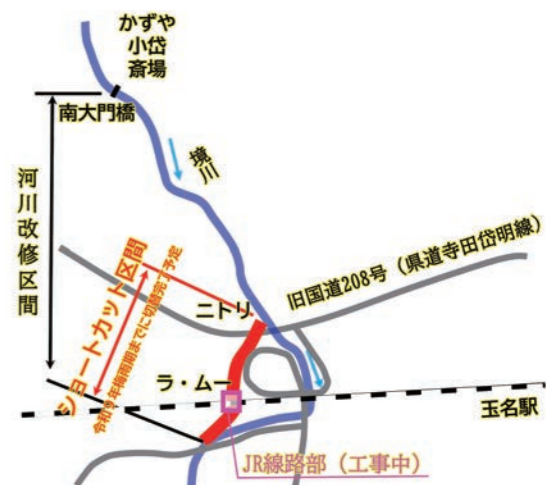 かずや
小岱
斎場
南大門橋
境川
河川改修区間
ショートカット区間
令和9年梅雨期までに切替完了予定
旧国道208号（県道寺田岱明線）
ニトリ
ラ・ムー
玉名駅
JR線路部（工事中）